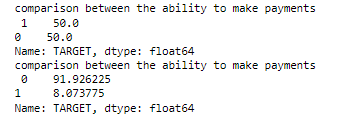 comparison between the ability to make payments
1    50.0
0    50.0
Name: TARGET, dtype: float64
comparison between the ability to make payments
0    91.926225
1    8.073775
Name: TARGET, dtype: float64